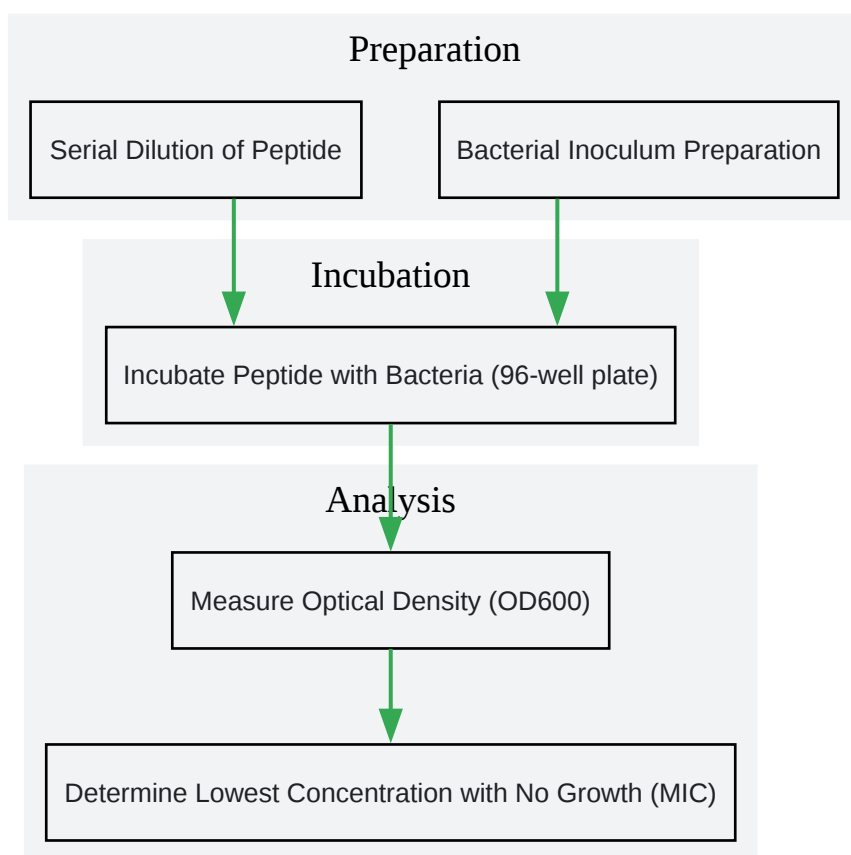 Preparation
Serial Dilution of Peptide
Bacterial Inoculum Preparation
Incubation
Incubate Peptide with Bacteria (96-well plate)
Analysis
Measure Optical Density (OD600)
Determine Lowest Concentration with No Growth (MIC)